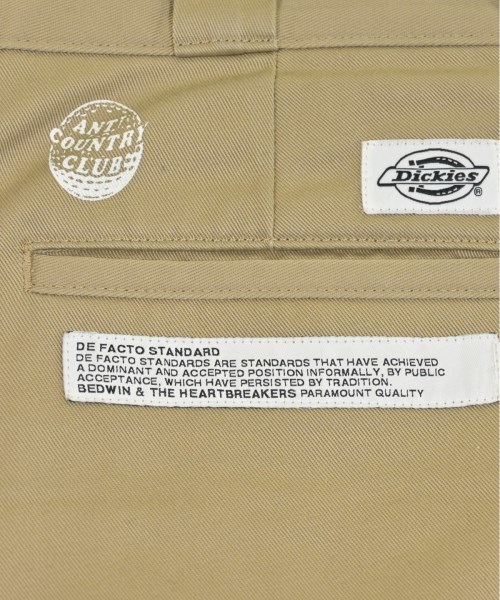 ANTI
COUNTRY
CLUB
Dickies
®
DE FACTO STANDARD
DE FACTO STANDARDS ARE STANDARDS THAT HAVE ACHIEVED
A DOMINANT AND ACCEPTED POSITION INFORMALLY, BY PUBLIC
ACCEPTANCE, WHICH HAVE PERSISTED BY TRADITION.
BEDWIN & THE HEARTBREAKERS PARAMOUNT QUALITY